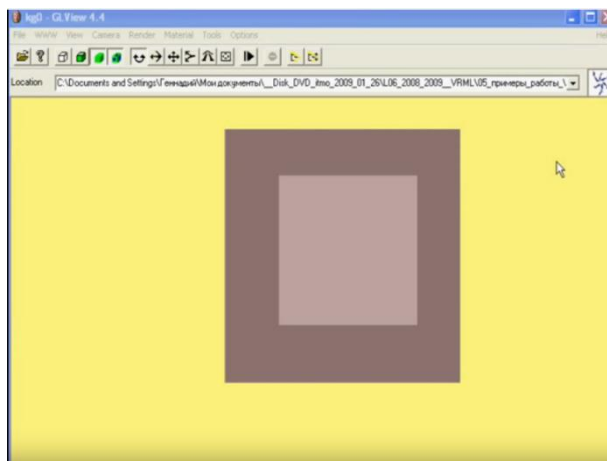 kg0 - GLView 4.4
File WWW View Camera Render Material Tools Options Hel
Location C:\Documents and Settings\Геннадий\Мои документы\__Disk_DVD_itmo_2009_01_26\L06_2008_2009__VRML\05_примеры_работы_\